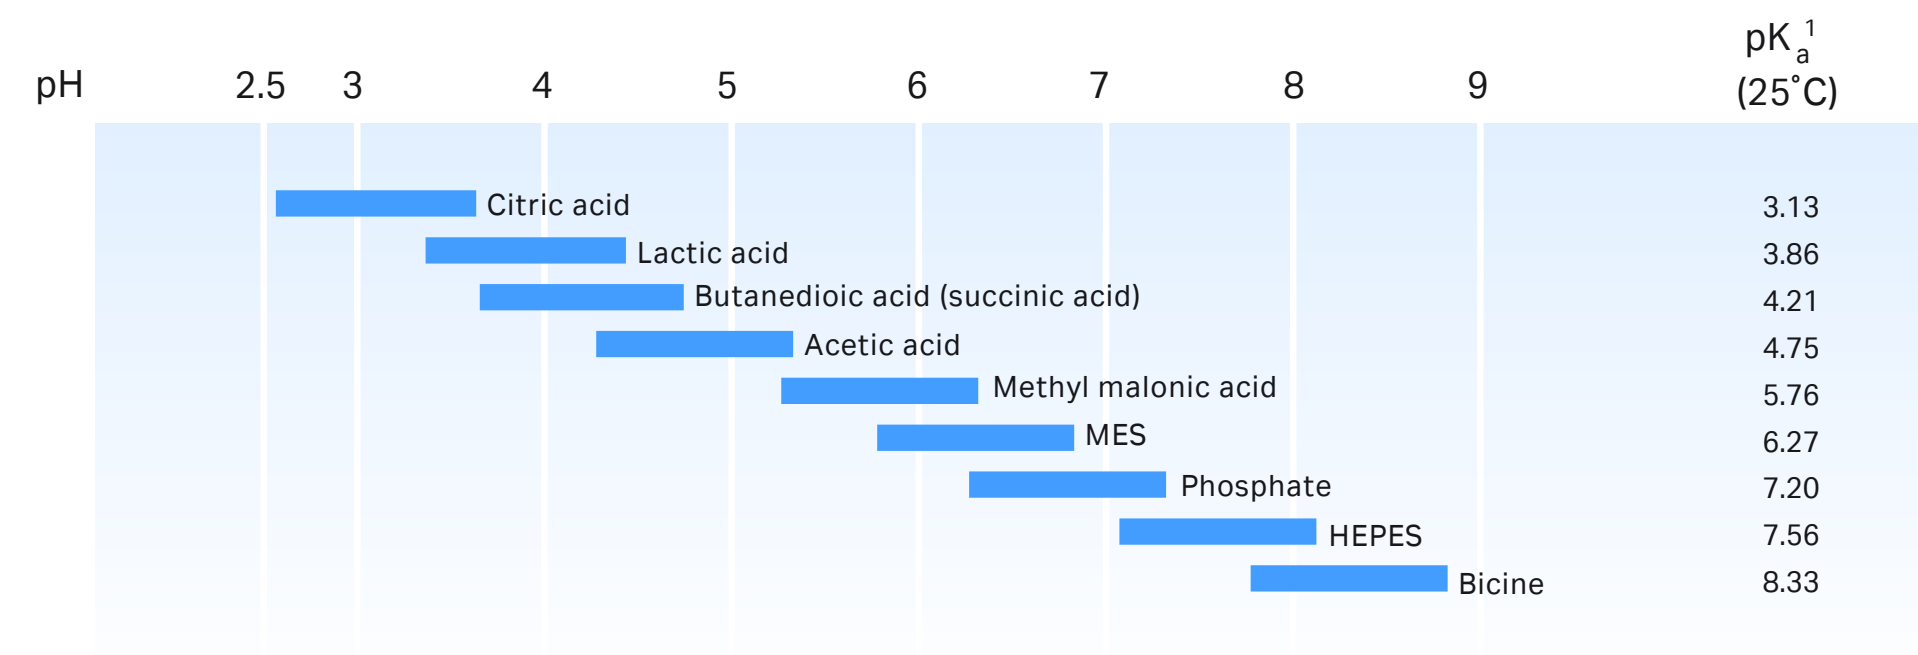 pKa1
pH 2.5 3 4 5 6 7 8 9 (25˚C)
Citric acid 3.13
Lactic acid 3.86
Butanedioic acid (succinic acid) 4.21
Acetic acid 4.75
Methyl malonic acid 5.76
MES 6.27
Phosphate 7.20
HEPES 7.56
Bicine 8.33